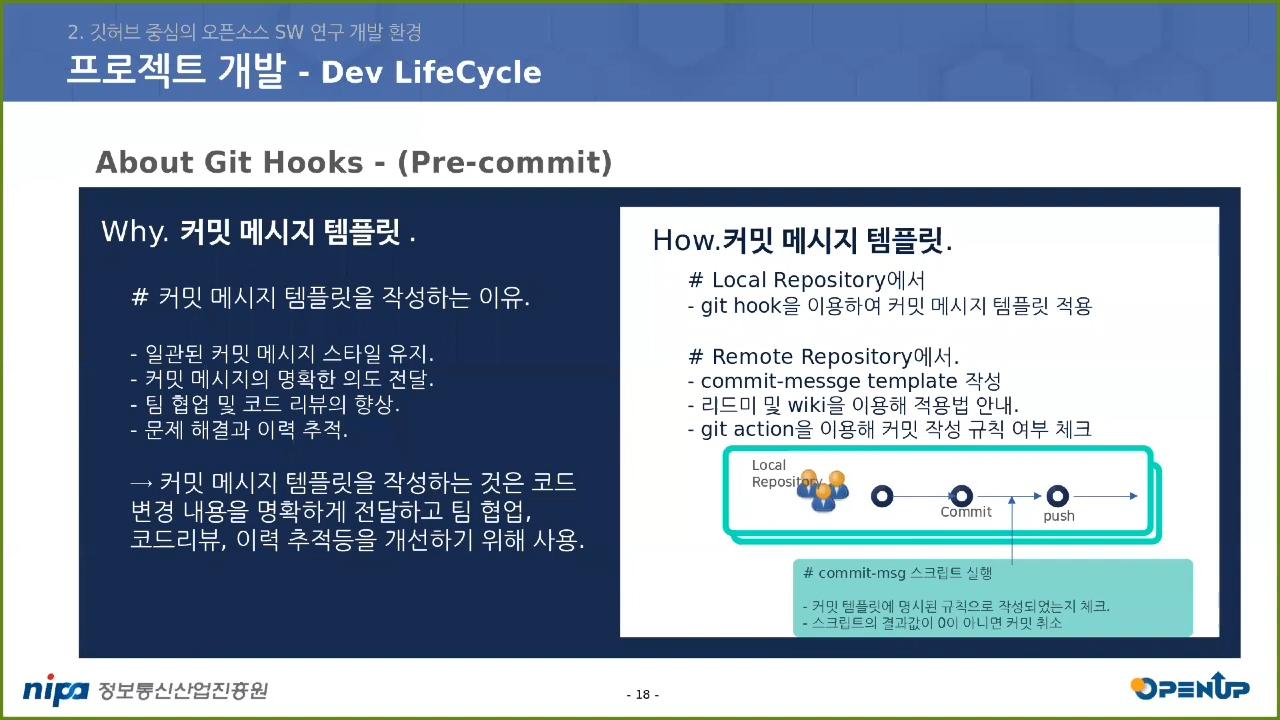 2. 깃허브 중심의 오픈소스 SW 연구 개발 환경
프로젝트 개발 - Dev LifeCycle
About Git Hooks - (Pre-commit)
Why. 커밋 메시지 템플릿 .
# 커밋 메시지 템플릿을 작성하는 이유.
- 일관된 커밋 메시지 스타일 유지.
- 커밋 메시지의 명확한 의도 전달.
- 팀 협업 및 코드 리뷰의 향상.
- 문제 해결과 이력 추적.
→ 커밋 메시지 템플릿을 작성하는 것은 코드
변경 내용을 명확하게 전달하고 팀 협업,
코드리뷰, 이력 추적등을 개선하기 위해 사용.
How.커밋 메시지 템플릿.
# Local Repository에서
- git hook을 이용하여 커밋 메시지 템플릿 적용
# Remote Repository에서.
- commit-messge template 작성
- 리드미 및 wiki을 이용해 적용법 안내.
- git action을 이용해 커밋 작성 규칙 여부 체크
Local
Repository
Commit
push
# commit-msg 스크립트 실행
- 커밋 템플릿에 명시된 규칙으로 작성되었는지 체크.
- 스크립트의 결과값이 0이 아니면 커밋 취소
nipa 정보통신산업진흥원
- 18 -
OPENUP